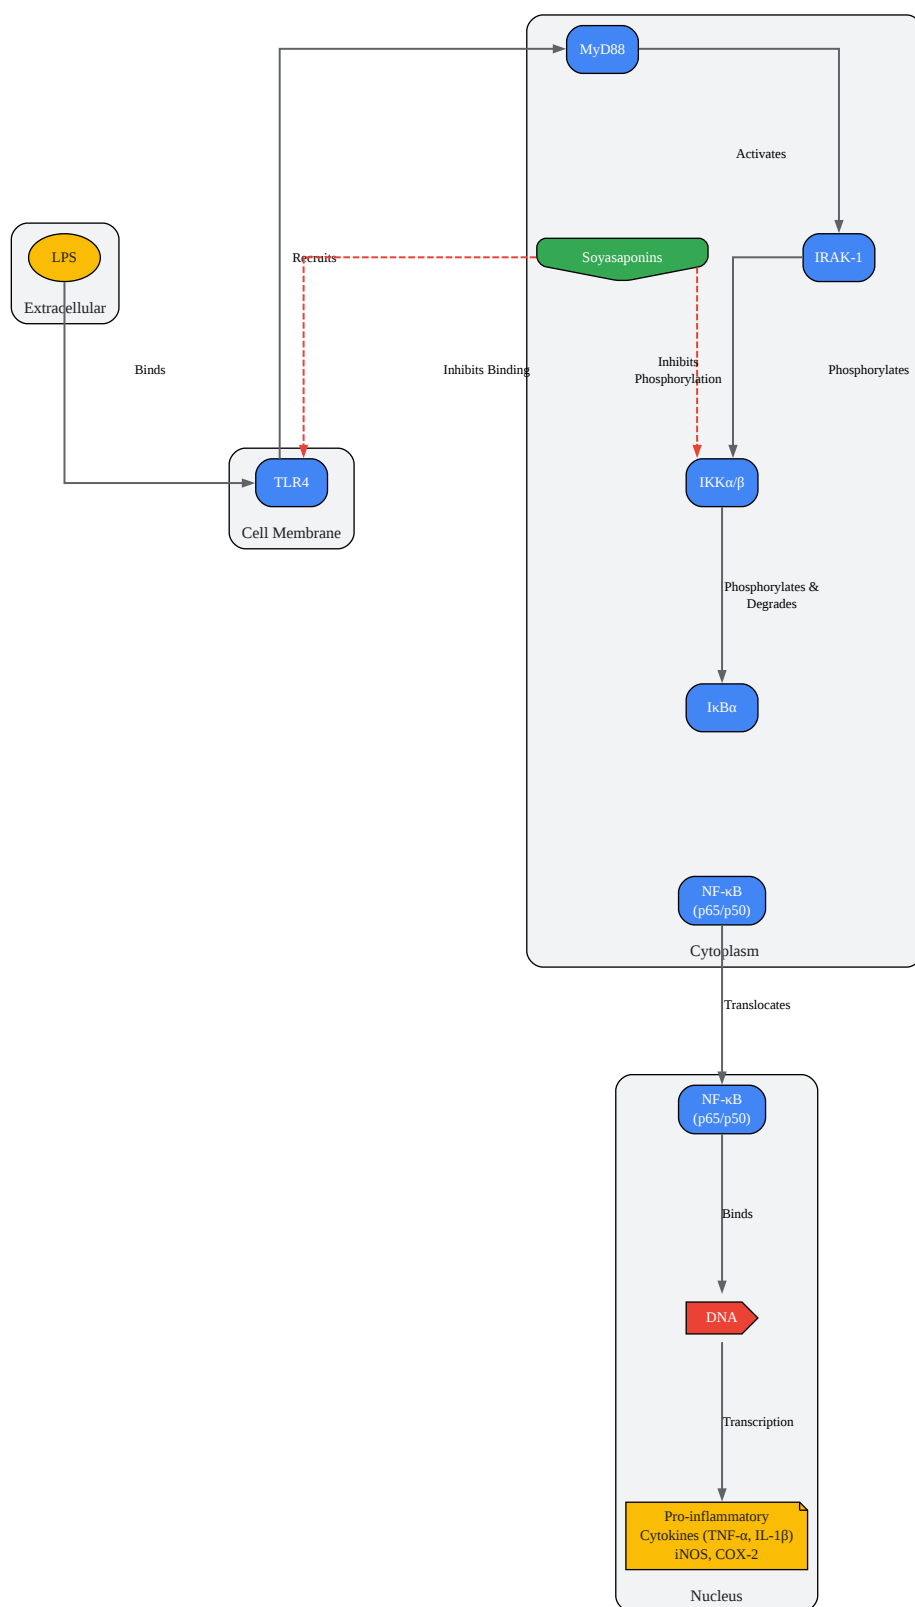 MyD88
Activates
LPS
Extracellular
Recruits
Soyasaponins
IRAK-1
Binds
Inhibits Binding
Inhibits
Phosphorylation
Phosphorylates
TLR4
Cell Membrane
IKKα/β
Phosphorylates &
Degrades
IκBα
NF-κB
(p65/p50)
Cytoplasm
Translocates
NF-κB
(p65/p50)
Binds
DNA
Transcription
Pro-inflammatory
Cytokines (TNF-α, IL-1β)
iNOS, COX-2
Nucleus